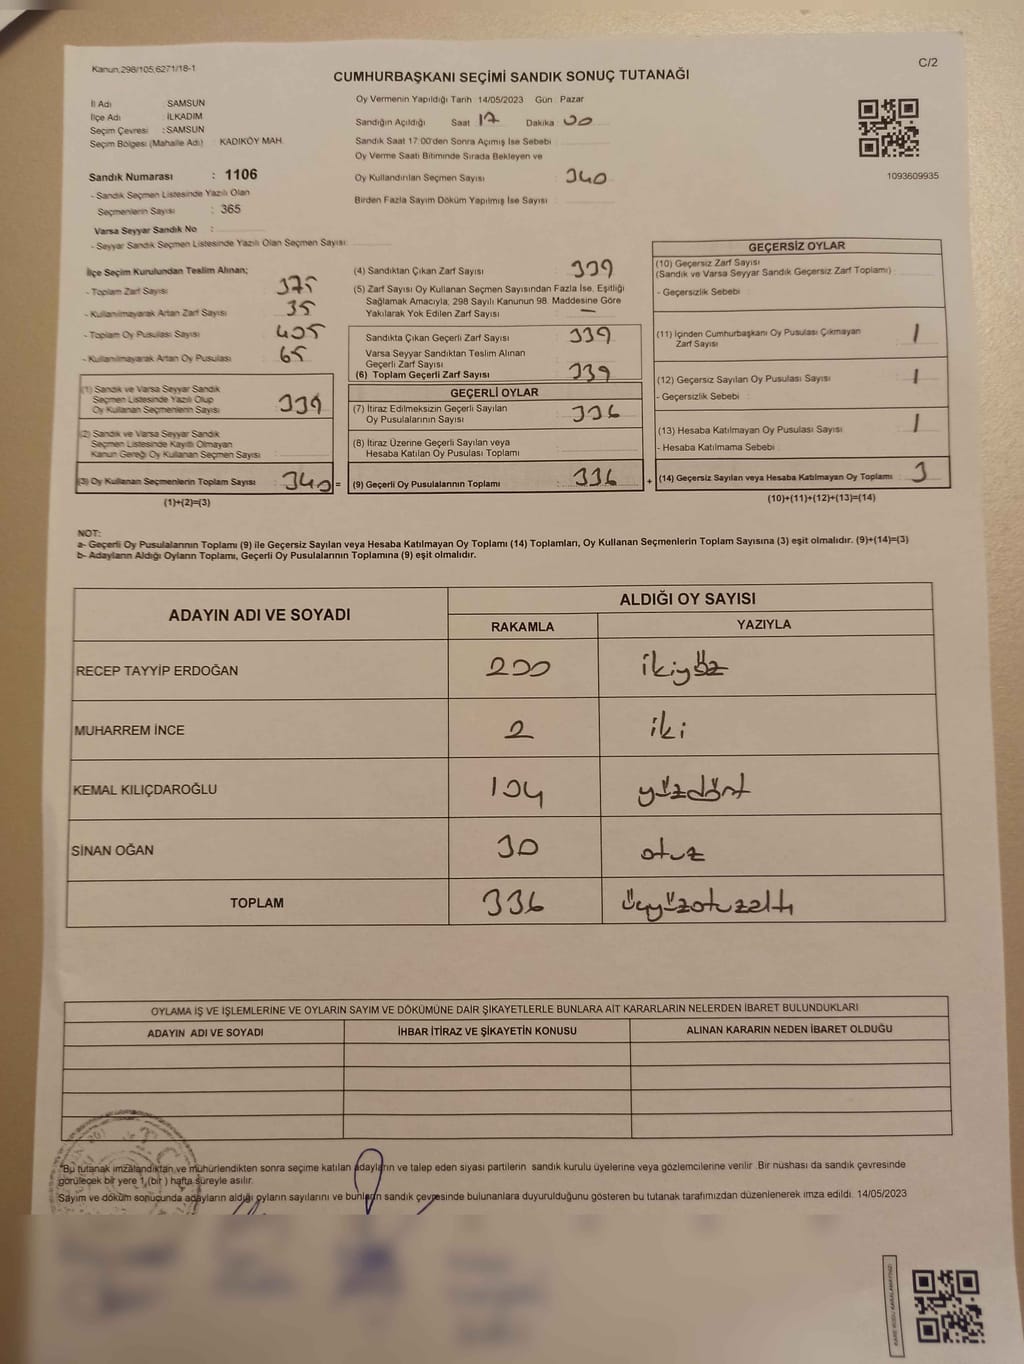 Kanun;298/105,6271/18-1
C/2
CUMHURBAŞKANI SEÇİMİ SANDIK SONUÇ TUTANAĞI
İl Adı : SAMSUN
İlçe Adı : İLKADIM
Seçim Çevresi : SAMSUN
Seçim Bölgesi (Mahalle Adı) : KADIKÖY MAH.
Oy Vermenin Yapıldığı Tarih 14/05/2023 Gün : Pazar
Sandığın Açıldığı Saat 17 Dakika 00
Sandık Saat 17:00'den Sonra Açımış İse Sebebi
Oy Verme Saati Bitiminde Sırada Bekleyen ve
Oy Kullandırılan Seçmen Sayısı : 340
Birden Fazla Sayım Döküm Yapılmış İse Sayısı
1093609935
Sandık Numarası : 1106
- Sandık Seçmen Listesinde Yazılı Olan
Seçmenlerin Sayısı : 365
Varsa Seyyar Sandık No :
- Seyyar Sandık Seçmen Listesinde Yazılı Olan Seçmen Sayısı:
İlçe Seçim Kurulundan Teslim Alınan;
- Toplam Zarf Sayısı : 375
- Kullanılmayarak Artan Zarf Sayısı : 35
- Toplam Oy Pusulası Sayısı : 405
- Kullanılmayarak Artan Oy Pusulası : 65
(1) Sandık ve Varsa Seyyar Sandık
Seçmen Listesinde Yazılı Olup
Oy Kullanan Seçmenlerin Sayısı : 339
(2) Sandık ve Varsa Seyyar Sandık
Seçmen Listesinde Kayıtlı Olmayan
Kanun Gereği Oy Kullanan Seçmen Sayısı :
(3) Oy Kullanan Seçmenlerin Toplam Sayısı : 340 =
(1)+(2)=(3)
(4) Sandıktan Çıkan Zarf Sayısı : 339
(5) Zarf Sayısı Oy Kullanan Seçmen Sayısından Fazla İse, Eşitliği
Sağlamak Amacıyla; 298 Sayılı Kanunun 98. Maddesine Göre
Yakılarak Yok Edilen Zarf Sayısı : —
Sandıkta Çıkan Geçerli Zarf Sayısı : 339
Varsa Seyyar Sandıktan Teslim Alınan
Geçerli Zarf Sayısı
(6) Toplam Geçerli Zarf Sayısı : 339
GEÇERLİ OYLAR
(7) İtiraz Edilmeksizin Geçerli Sayılan
Oy Pusulalarının Sayısı : 336
(8) İtiraz Üzerine Geçerli Sayılan veya
Hesaba Katılan Oy Pusulası Toplamı :
(9) Geçerli Oy Pusulalarının Toplamı : 336 +
GEÇERSİZ OYLAR
(10) Geçersiz Zarf Sayısı
(Sandık ve Varsa Seyyar Sandık Geçersiz Zarf Toplamı)
- Geçersizlik Sebebi :
(11) İçinden Cumhurbaşkanı Oy Pusulası Çıkmayan
Zarf Sayısı : 1
(12) Geçersiz Sayılan Oy Pusulası Sayısı : 1
- Geçersizlik Sebebi :
(13) Hesaba Katılmayan Oy Pusulası Sayısı : 1
- Hesaba Katılmama Sebebi :
(14) Geçersiz Sayılan veya Hesaba Katılmayan Oy Toplamı : 3
(10)+(11)+(12)+(13)=(14)
NOT:
a- Geçerli Oy Pusulalarının Toplamı (9) ile Geçersiz Sayılan veya Hesaba Katılmayan Oy Toplamı (14) Toplamları, Oy Kullanan Seçmenlerin Toplam Sayısına (3) eşit olmalıdır. (9)+(14)=(3)
b- Adayların Aldığı Oyların Toplamı, Geçerli Oy Pusulalarının Toplamına (9) eşit olmalıdır.
ADAYIN ADI VE SOYADI
ALDIĞI OY SAYISI
RAKAMLA YAZIYLA
RECEP TAYYİP ERDOĞAN 200 ikiyüz
MUHARREM İNCE 2 iki
KEMAL KILIÇDAROĞLU 104 yüzdört
SİNAN OĞAN 30 otuz
TOPLAM 336 üçyüzotuzaltı
OYLAMA İŞ VE İŞLEMLERİNE VE OYLARIN SAYIM VE DÖKÜMÜNE DAİR ŞİKAYETLERLE BUNLARA AİT KARARLARIN NELERDEN İBARET BULUNDUKLARI
ADAYIN ADI VE SOYADI İHBAR İTİRAZ VE ŞİKAYETİN KONUSU ALINAN KARARIN NEDEN İBARET OLDUĞU
*Bu tutanak imzalandıktan ve mühürlendikten sonra seçime katılan adayların ve talep eden siyasi partilerin sandık kurulu üyelerine veya gözlemcilerine verilir. Bir nüshası da sandık çevresinde
görülecek bir yere 1 (bir) hafta süreyle asılır.
Sayım ve döküm sonucunda adayların aldığı oyların sayılarını ve bunların sandık çevresinde bulunanlara duyurulduğunu gösteren bu tutanak tarafımızdan düzenlenerek imza edildi. 14/05/2023